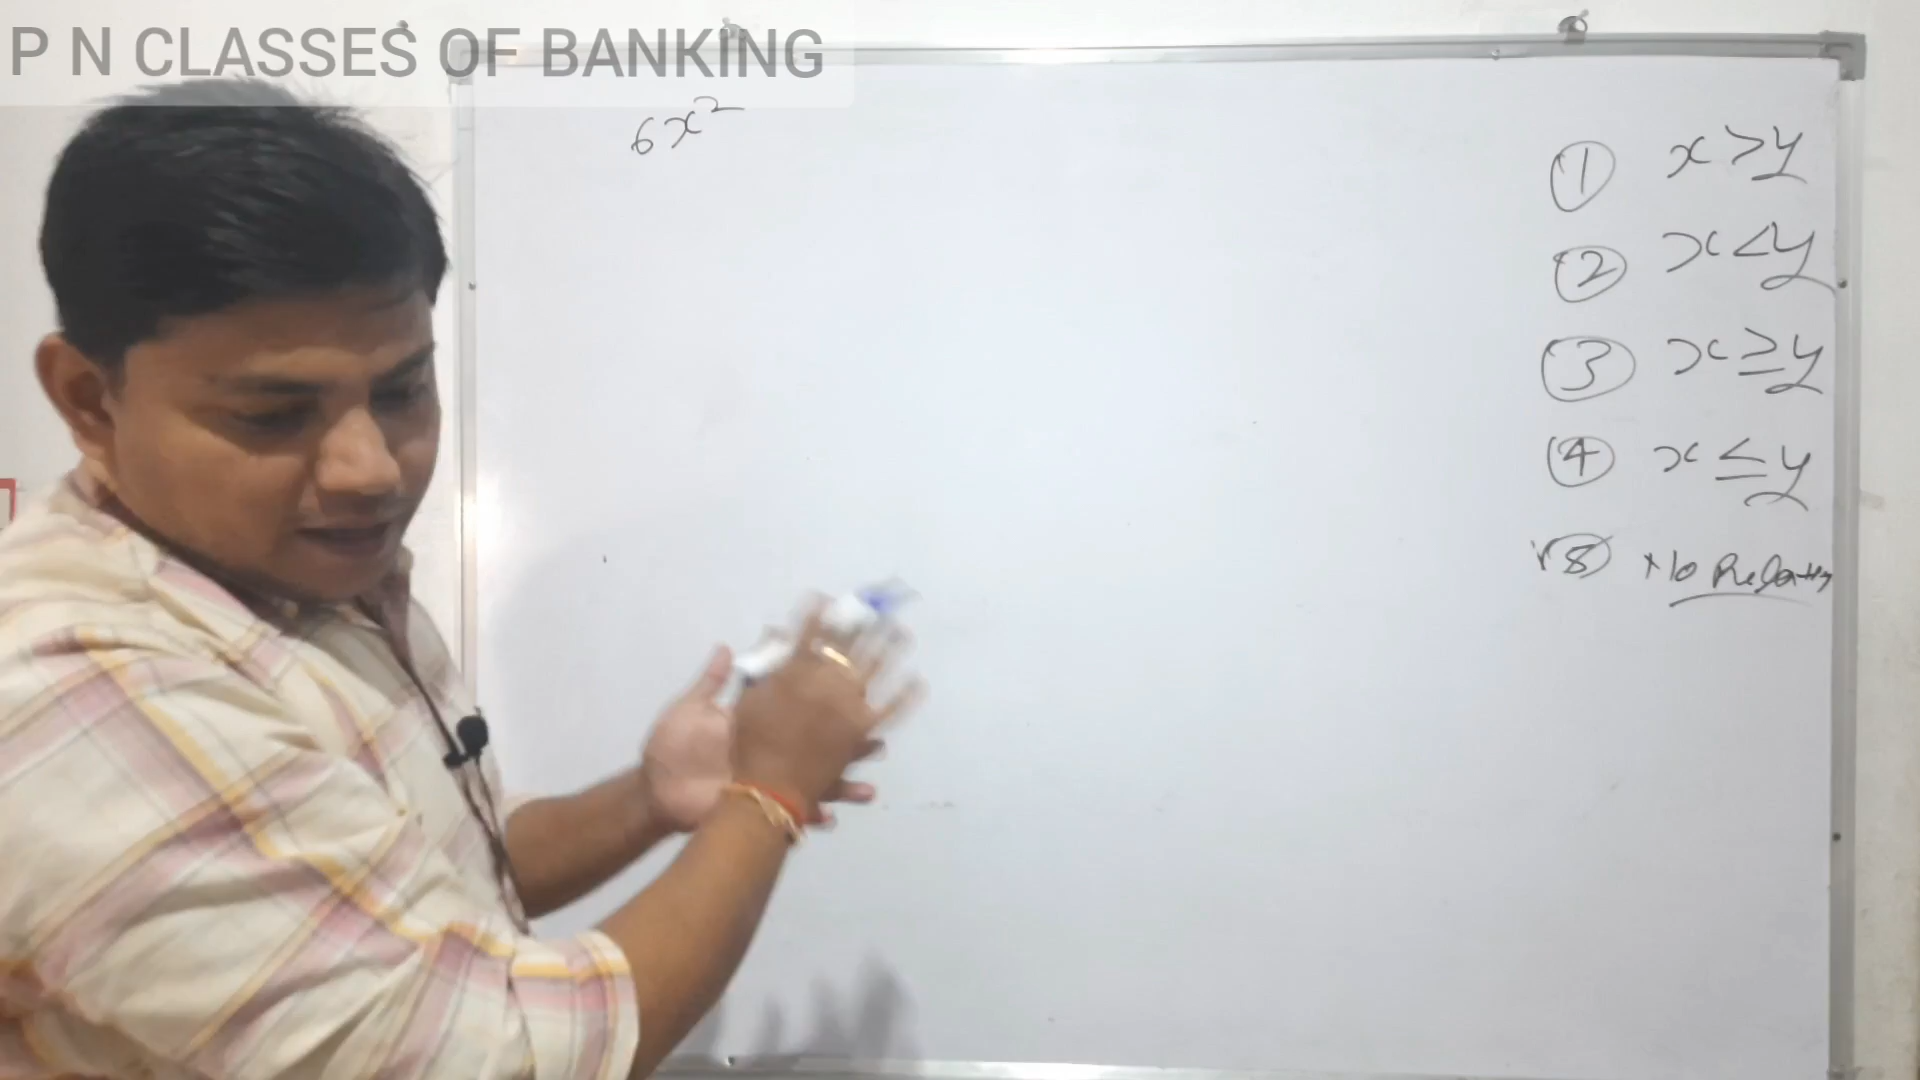 P N CLASSES OF BANKING
6x²
① x > y
② x < y
③ x ≥ y
④ x ≤ y
⑤ No Relation